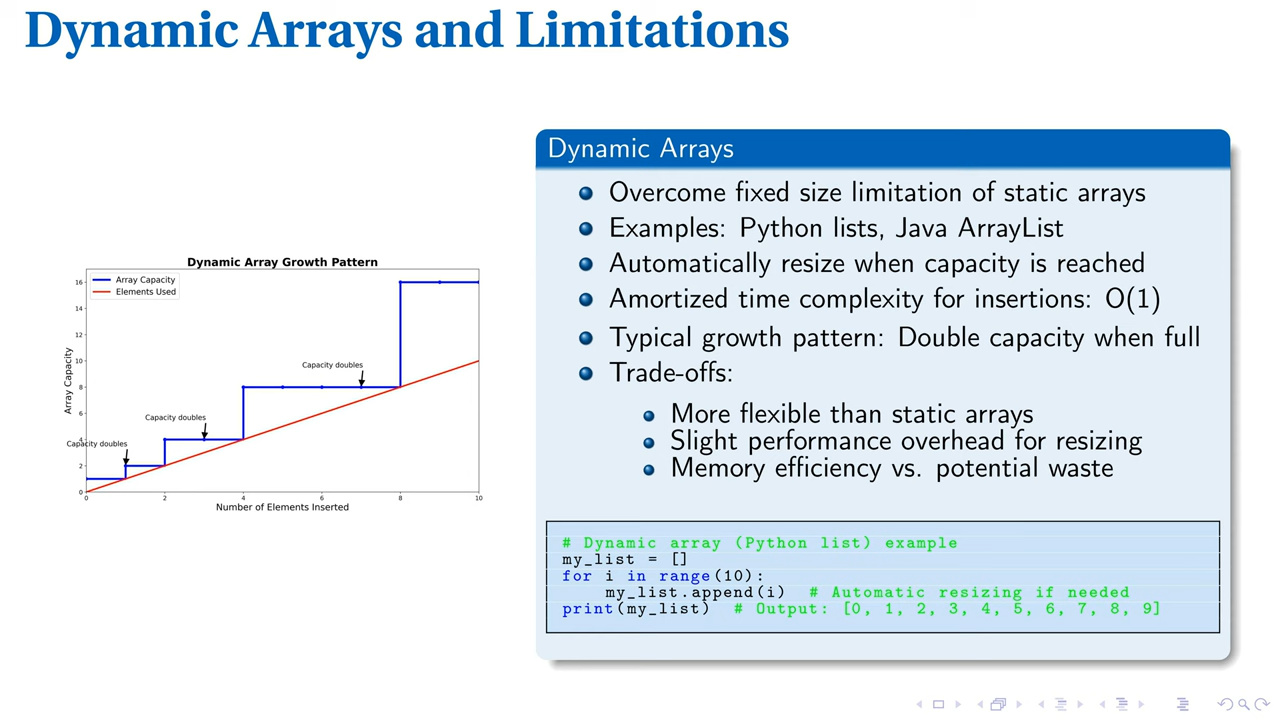 Dynamic Arrays and Limitations
Dynamic Array Growth Pattern
Array Capacity
Elements Used
Array Capacity
16
14
12
10
8
6
4
2
0
Capacity doubles
Capacity doubles
Capacity doubles
0 2 4 6 8 10
Number of Elements Inserted
Dynamic Arrays
Overcome fixed size limitation of static arrays
Examples: Python lists, Java ArrayList
Automatically resize when capacity is reached
Amortized time complexity for insertions: O(1)
Typical growth pattern: Double capacity when full
Trade-offs:
More flexible than static arrays
Slight performance overhead for resizing
Memory efficiency vs. potential waste
# Dynamic array (Python list) example
my_list = []
for i in range(10):
    my_list.append(i)  # Automatic resizing if needed
print(my_list)  # Output: [0, 1, 2, 3, 4, 5, 6, 7, 8, 9]